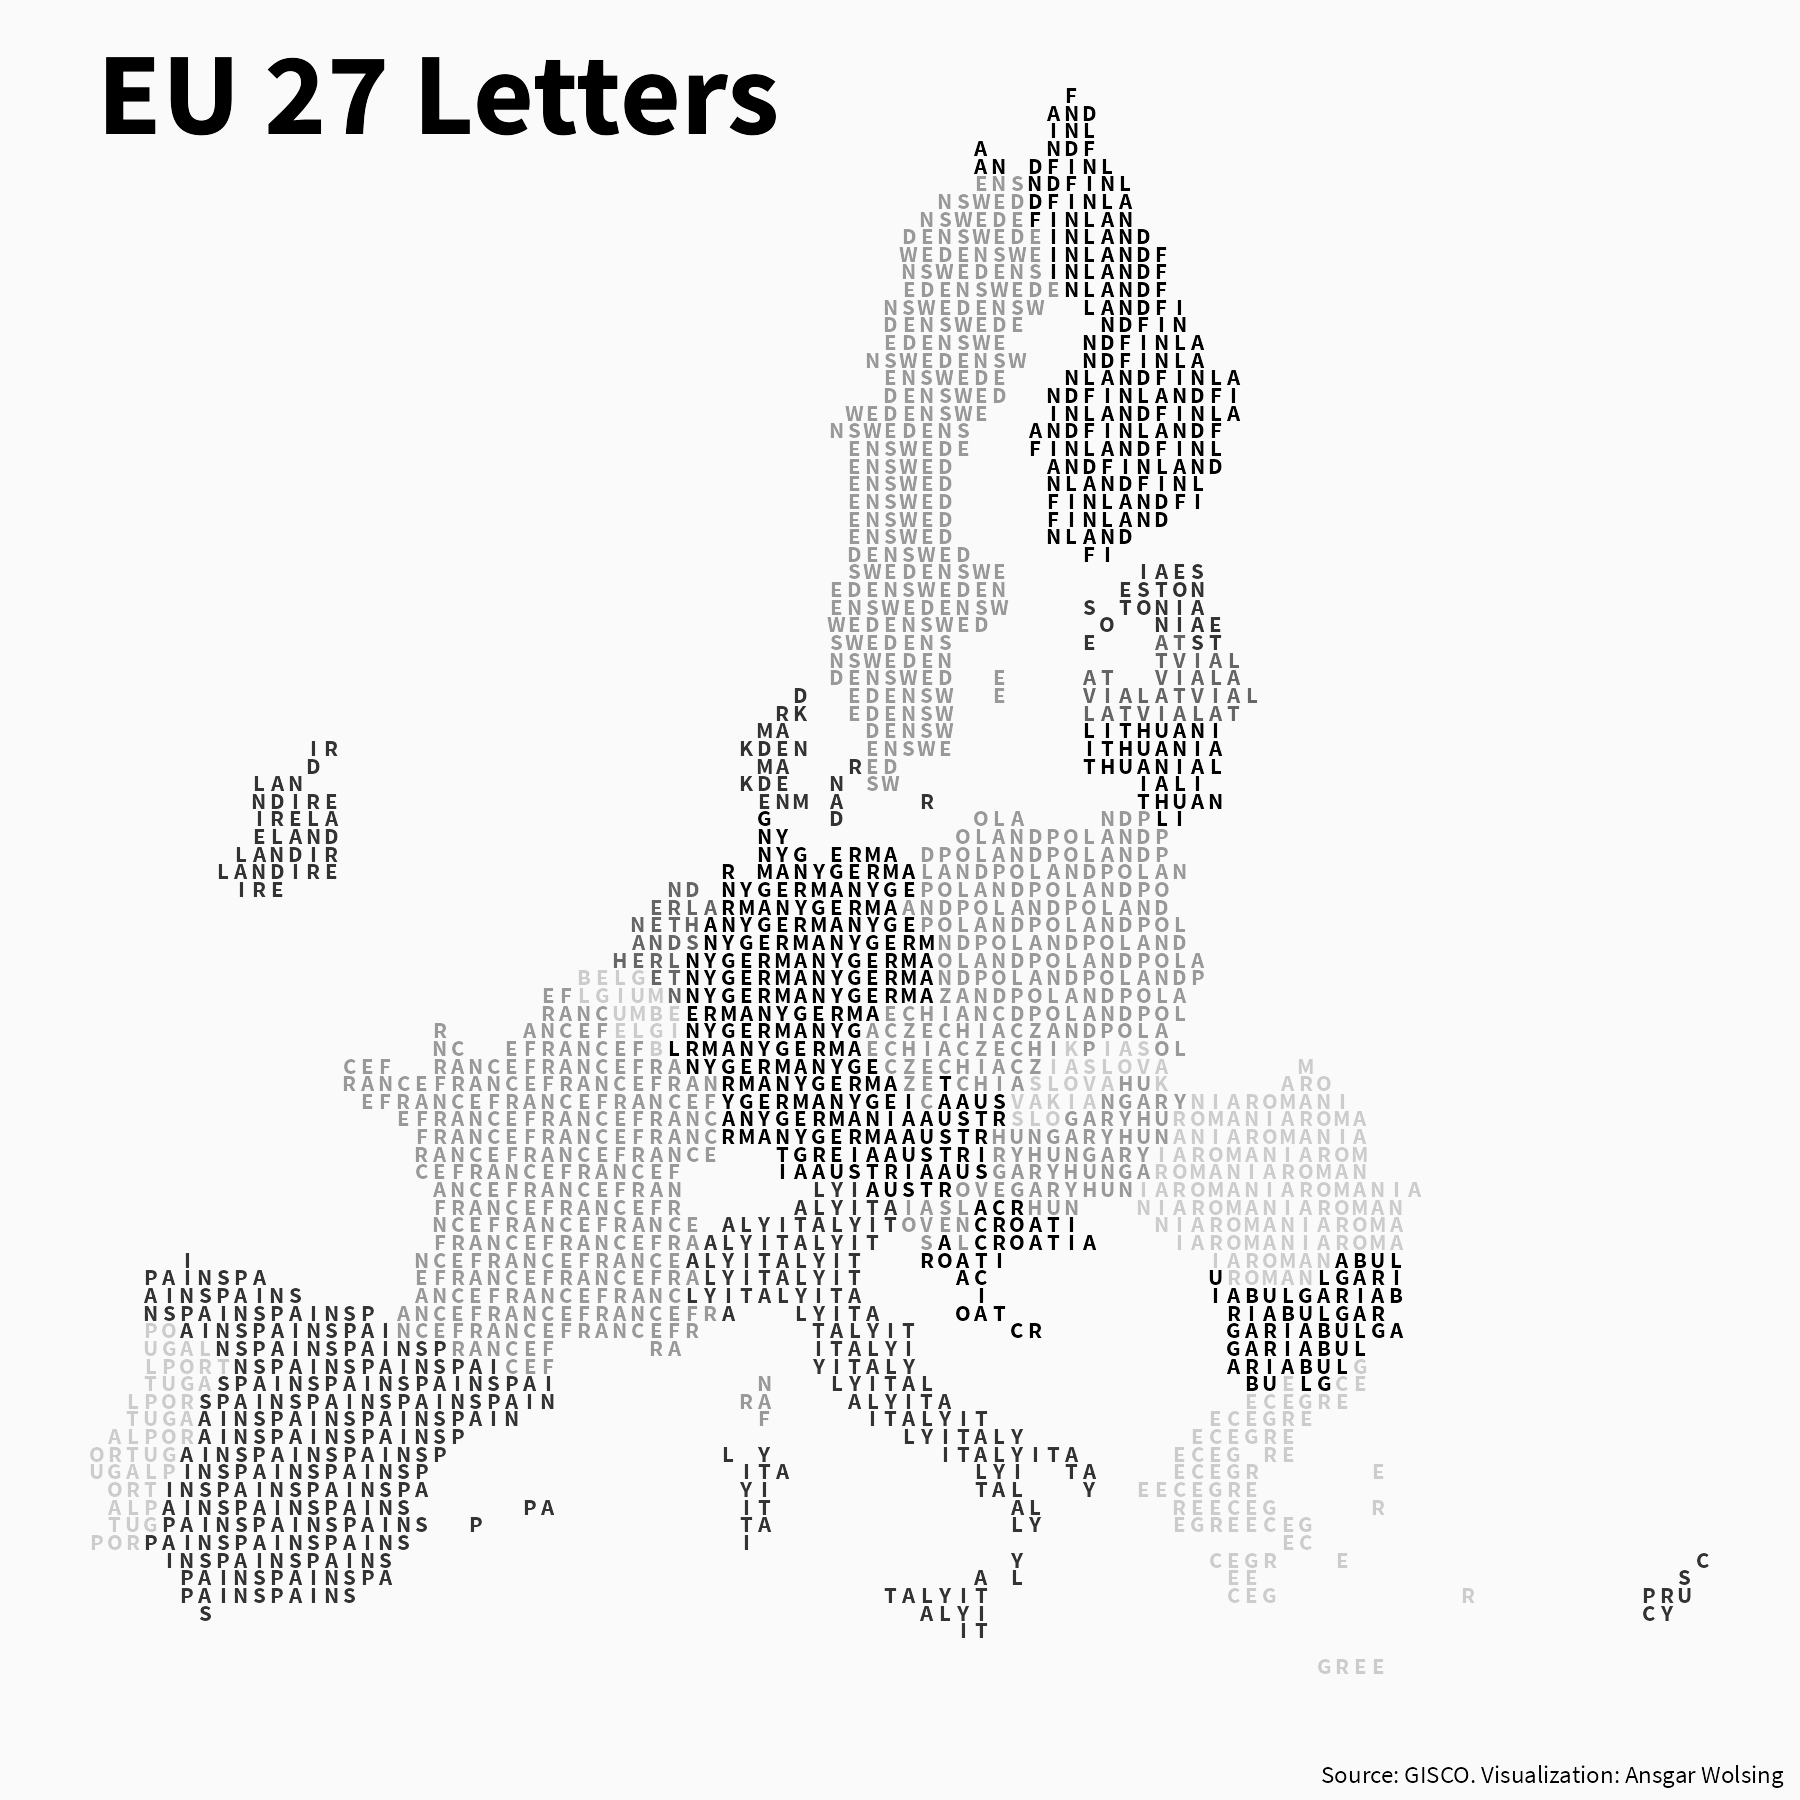 EU 27 Letters
F
AND
INL
A NDF
AN DFINL
ENSNDFINL
NSWEDDFINLA
NSWEDEFINLAN
DENSWEDEINLAND
WEDENSWEINLANDF
NSWEDENSINLANDF
EDENSWEDENLANDF
NSWEDENSW LANDFI
DENSWEDE NDFIN
EDENSWE NDFINLA
NSWEDENSW NDFINLA
ENSWEDE NLANDFINLA
DENSWED NDFINLANDFI
WEDENSWE INLANDFINLA
NSWEDENS ANDFINLANDF
ENSWEDE FINLANDFINL
ENSWED ANDFINLAND
ENSWED NLANDFINL
ENSWED FINLANDFI
ENSWED FINLAND
ENSWED NLAND
DENSWED FI
SWEDENSWE IAES
EDENSWEDEN ESTON
ENSWEDENSW S TONIA
WEDENSWED O NIAE
SWEDENS E ATST
NSWEDEN TVIAL
DENSWED E AT VIALA
D EDENSW E VIALATVIAL
RK EDENSW LATVIALAT
MA DENSW LITHUANI
IR KDEN ENSWE ITHUANIA
D MA RED THUANIAL
LAN KDE N SW IALI
NDIRE ENM A R THUAN
IRELA G D OLA NDPLI
ELAND NY OLANDPOLANDP
LANDIR NYG ERMA DPOLANDPOLANDP
LANDIRE R MANYGERMALANDPOLANDPOLAN
IRE ND NYGERMANYGEPOLANDPOLANDPO
ERLARMANYGERMAANDPOLANDPOLAND
NETHANYGERMANYGEPOLANDPOLANDPOL
ANDSNYGERMANYGERMNDPOLANDPOLAND
HERLNYGERMANYGERMAOLANDPOLANDPOLA
BELGETNYGERMANYGERMANDPOLANDPOLANDP
EFLGIUMNNYGERMANYGERMAZANDPOLANDPOLA
RANCUMBEERMANYGERMAECHIANCDPOLANDPOL
R ANCEFELGINYGERMANYGACZECHIACZANDPOLA
NC EFRANCEFBLRMANYGERMAECHIACZECHIKPIASOL
CEF RANCEFRANCEFRANYGERMANYGECZECHIACZIASLOVA M
RANCEFRANCEFRANCEFRANRMANYGERMAZETCHIASLOVAHUK ARO
EFRANCEFRANCEFRANCEFYGERMANYGEICAAUSVAKIANGARYNIAROMANI
EFRANCEFRANCEFRANCANYGERMANIAAUSTRSLOGARYHUROMANIAROMA
FRANCEFRANCEFRANCRMANYGERMAAUSTRHUNGARYHUNANIAROMANIA
RANCEFRANCEFRANCE TGREIAAUSTRIRYHUNGARYIAROMANIAROM
CEFRANCEFRANCEF IAAUSTRIAAUSGARYHUNGAROMANIAROMAN
ANCEFRANCEFRAN LYIAUSTROVEGARYHUNIAROMANIAROMANIA
FRANCEFRANCEFR ALYITAIASLACRHUN NIAROMANIAROMAN
NCEFRANCEFRANCE ALYITALYITOVENCROATI NIAROMANIAROMA
FRANCEFRANCEFRAALYITALYIT SALCROATIA IAROMANIAROMA
I NCEFRANCEFRANCEALYITALYIT ROATI IAROMANABUL
PAINSPA EFRANCEFRANCEFRALYITALYIT AC UROMANLGARI
AINSPAINS ANCEFRANCEFRANCLYITALYITA I IABULGARIAB
NSPAINSPAINSP ANCEFRANCEFRANCEFRA LYITA OAT RIABULGAR
POAINSPAINSPAINCEFRANCEFRANCEFR TALYIT CR GARIABULGA
UGALNSPAINSPAINSPRANCEF RA ITALYI GARIABUL
LPORTNSPAINSPAINSPAICEF YITALY ARIABULG
TUGASPAINSPAINSPAINSPAI N LYITAL BUELGCE
LPORSPAINSPAINSPAINSPAIN RA ALYITA ECEGRE
TUGAAINSPAINSPAINSPAIN F ITALYIT ECEGRE
ALPORAINSPAINSPAINSP LYITALY ECEGRE
ORTUGAINSPAINSPAINSP L Y ITALYITA ECEG RE
UGALPINSPAINSPAINSP ITA LYI TA ECEGR E
ORTINSPAINSPAINSPA YI TAL Y EECEGRE
ALPAINSPAINSPAINS PA IT AL REECEG R
TUGPAINSPAINSPAINS P TA LY EGREECEG
PORPAINSPAINSPAINS I EC
INSPAINSPAINS Y CEGR E C
PAINSPAINSPA A L EE S
PAINSPAINS TALYIT CEG R PRU
S ALYI CY
IT
GREE
Source: GISCO. Visualization: Ansgar Wolsing